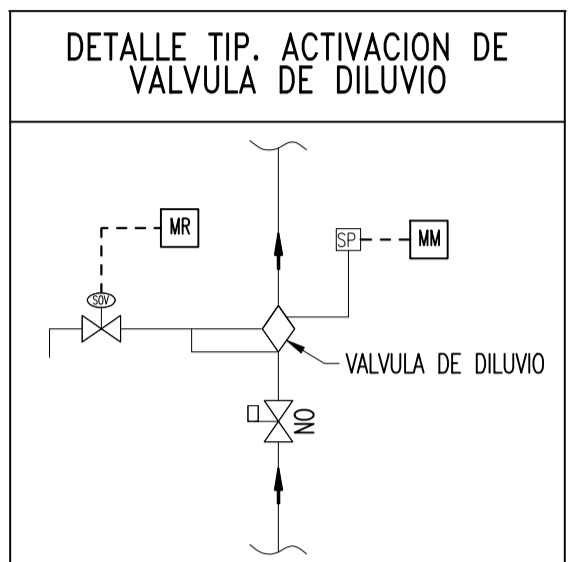 DETALLE TIP. ACTIVACION DE
VALVULA DE DILUVIO
MR
SP
MM
SOV
VALVULA DE DILUVIO
NO